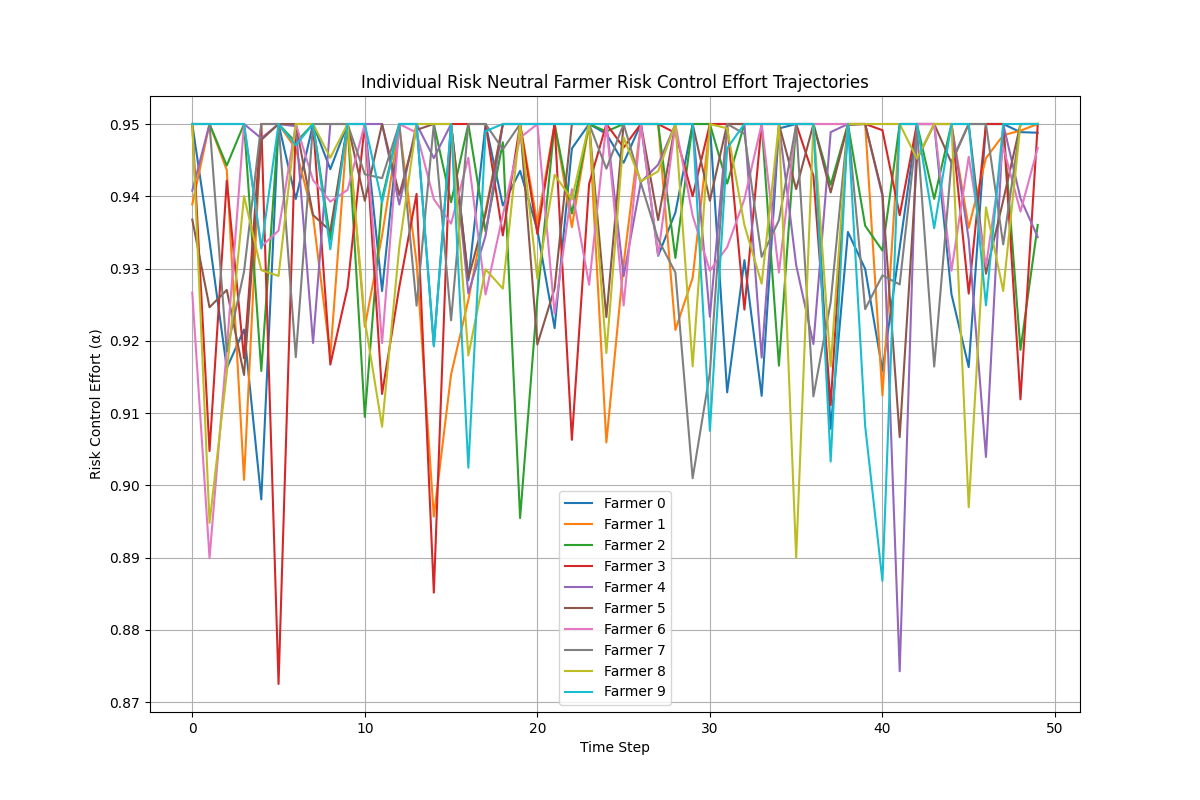 Individual Risk Neutral Farmer Risk Control Effort Trajectories
Risk Control Effort (α)
0.95
0.94
0.93
0.92
0.91
0.90
0.89
0.88
0.87
Farmer 0
Farmer 1
Farmer 2
Farmer 3
Farmer 4
Farmer 5
Farmer 6
Farmer 7
Farmer 8
Farmer 9
0 10 20 30 40 50
Time Step